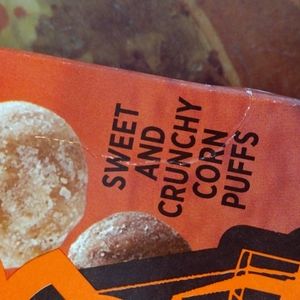 SWEET
AND
CRUNCHY
CORN
PUFFS